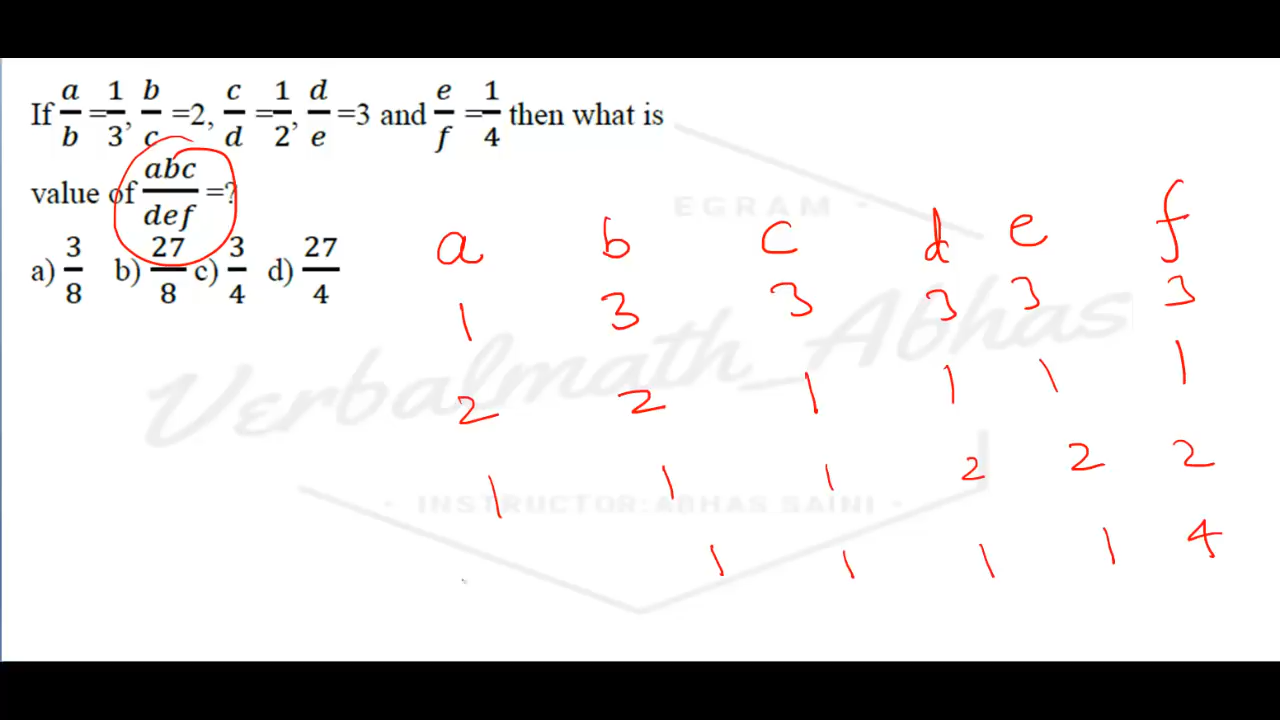 If a/b =1/3, b/c =2, c/d =1/2, d/e =3 and e/f =1/4 then what is
value of abc/def =?
a) 3/8 b) 27/8 c) 3/4 d) 27/4
EGRAM -
a b c d e f
1 3 3 3 3 3
Verbalmath_Abhas
2 2 1 1 1 1
1 1 1 2 2 2
- INSTRUCTOR:ABHAS SAINI -
1 1 1 1 4